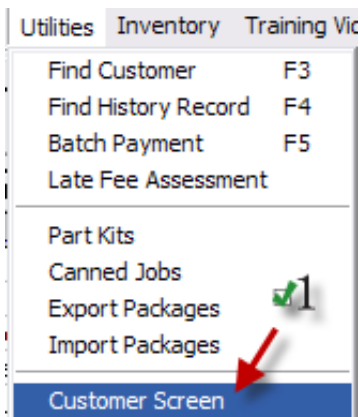 Utilities Inventory Training Vic
Find Customer F3
Find History Record F4
Batch Payment F5
Late Fee Assessment
Part Kits
Canned Jobs
Export Packages
1
Import Packages
Customer Screen